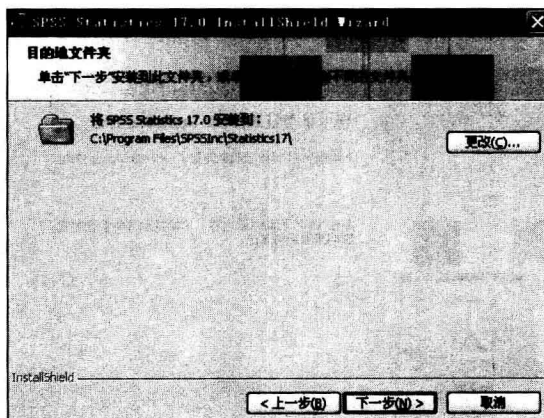 SPSS Statistics 17.0 InstallShield Wizard
目的地文件夹
单击"下一步"安装到此文件夹，
将 SPSS Statistics 17.0 安装到：
C:\Program Files\SPSSInc\Statistics17\
更改(C)...
InstallShield
< 上一步(B)
下一步(N) >
取消